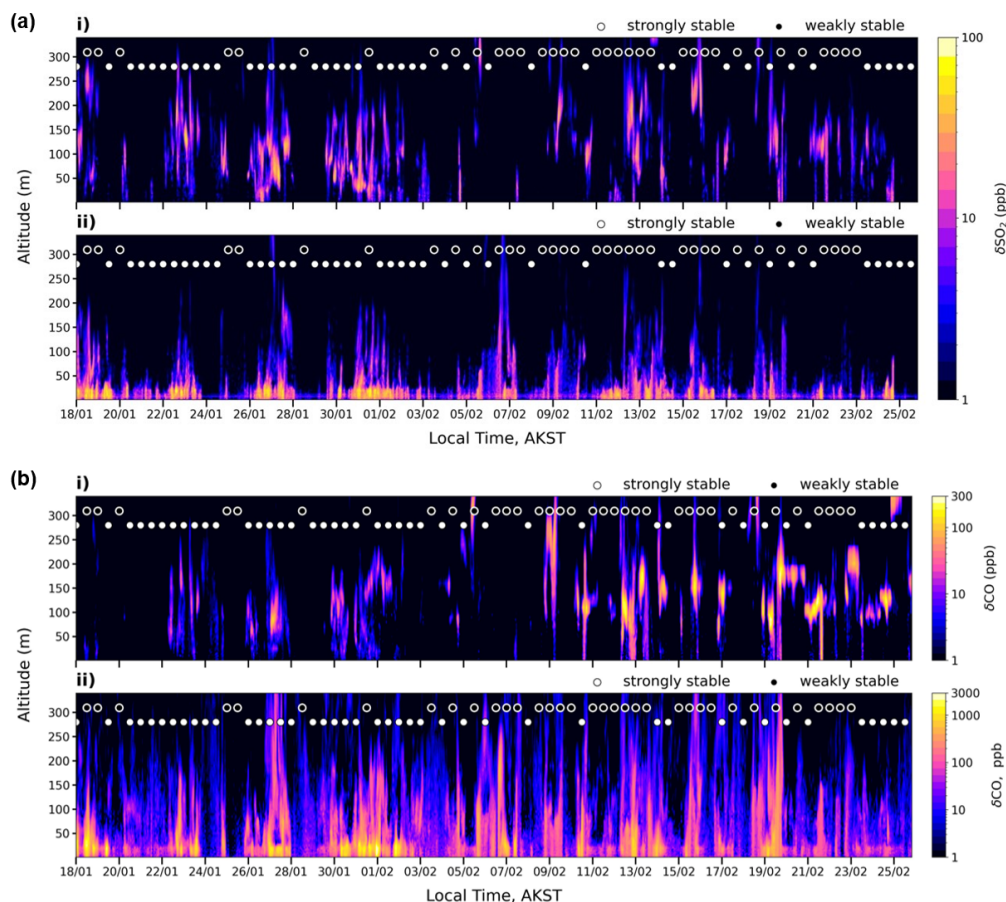 (a)
i)
○ strongly stable ● weakly stable
300
250
200
150
100
50
ii)
○ strongly stable ● weakly stable
300
250
200
150
100
50
Altitude (m)
18/01 20/01 22/01 24/01 26/01 28/01 30/01 01/02 03/02 05/02 07/02 09/02 11/02 13/02 15/02 17/02 19/02 21/02 23/02 25/02
Local Time, AKST
100
10
1
δSO₂ (ppb)
(b)
i)
○ strongly stable ● weakly stable
300
250
200
150
100
50
300
100
10
1
δCO (ppb)
ii)
○ strongly stable ● weakly stable
300
250
200
150
100
50
Altitude (m)
18/01 20/01 22/01 24/01 26/01 28/01 30/01 01/02 03/02 05/02 07/02 09/02 11/02 13/02 15/02 17/02 19/02 21/02 23/02 25/02
Local Time, AKST
3000
1000
100
10
1
δCO, ppb